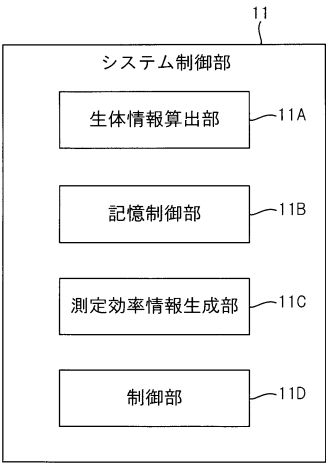 11
システム制御部
生体情報算出部
11A
記憶制御部
11B
測定効率情報生成部
11C
制御部
11D